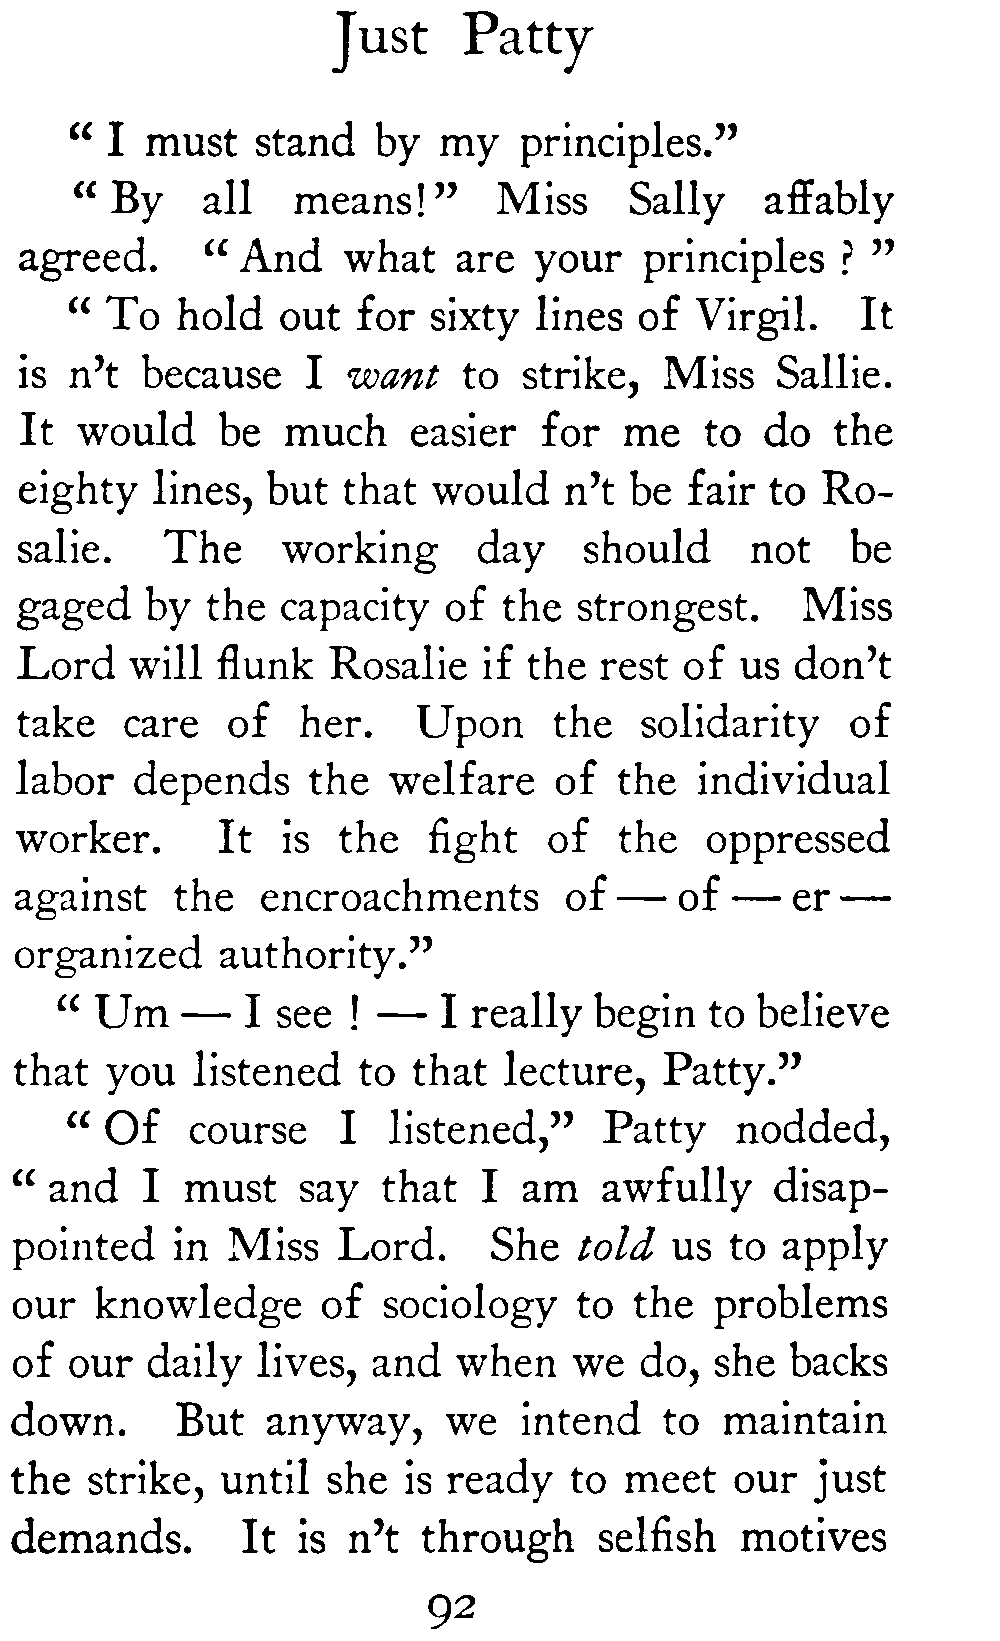 Just Patty
“ I must stand by my principles.”
“ By all means!” Miss Sally affably
agreed. “ And what are your principles ? ”
“ To hold out for sixty lines of Virgil. It
is n’t because I want to strike, Miss Sallie.
It would be much easier for me to do the
eighty lines, but that would n’t be fair to Ro-
salie. The working day should not be
gaged by the capacity of the strongest. Miss
Lord will flunk Rosalie if the rest of us don’t
take care of her. Upon the solidarity of
labor depends the welfare of the individual
worker. It is the fight of the oppressed
against the encroachments of — of — er —
organized authority.”
“ Um — I see ! — I really begin to believe
that you listened to that lecture, Patty.”
“ Of course I listened,” Patty nodded,
“ and I must say that I am awfully disap-
pointed in Miss Lord. She told us to apply
our knowledge of sociology to the problems
of our daily lives, and when we do, she backs
down. But anyway, we intend to maintain
the strike, until she is ready to meet our just
demands. It is n’t through selfish motives
92